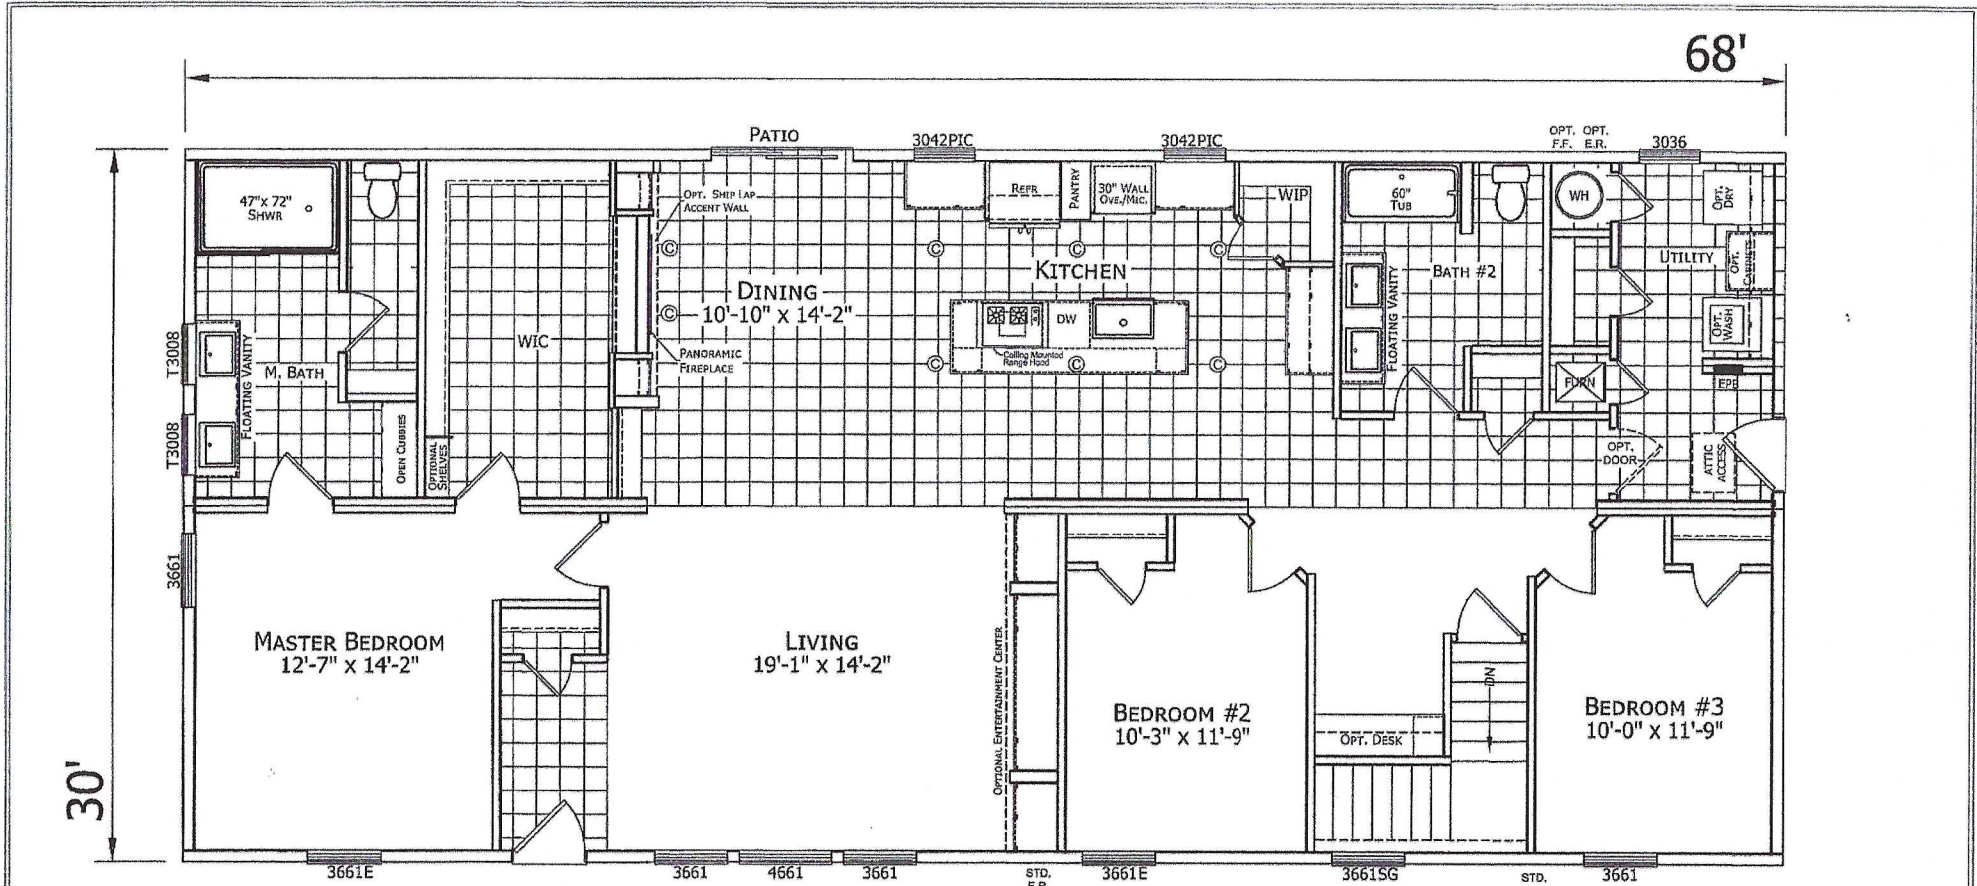 68'
30'
PATIO
3042PIC
3042PIC
OPT. OPT.
F.F. E.R.
3036
47"x 72"
SHWR
OPT. SHIP LAP
ACCENT WALL
REFR
PANTRY
30" WALL
OVE./MIC.
WIP
60"
TUB
WH
OPT.
DRY
UTILITY
OPT.
CABINETS
OPT.
WASH
EPB
FURN
KITCHEN
DINING
10'-10" x 14'-2"
C
C
C
C
C
C
C
C
DW
Ceiling Mounted
Range Hood
BATH #2
FLOATING VANITY
T3008
T3008
FLOATING VANITY
M. BATH
WIC
PANORAMIC
FIREPLACE
OPEN CUBBIES
OPTIONAL
SHELVES
OPT.
DOOR
ATTIC
ACCESS
3661
MASTER BEDROOM
12'-7" x 14'-2"
LIVING
19'-1" x 14'-2"
OPTIONAL ENTERTAINMENT CENTER
BEDROOM #2
10'-3" x 11'-9"
OPT. DESK
DN
BEDROOM #3
10'-0" x 11'-9"
3661E
3661
4661
3661
STD.
E.R.
3661E
3661SG
STD.
3661